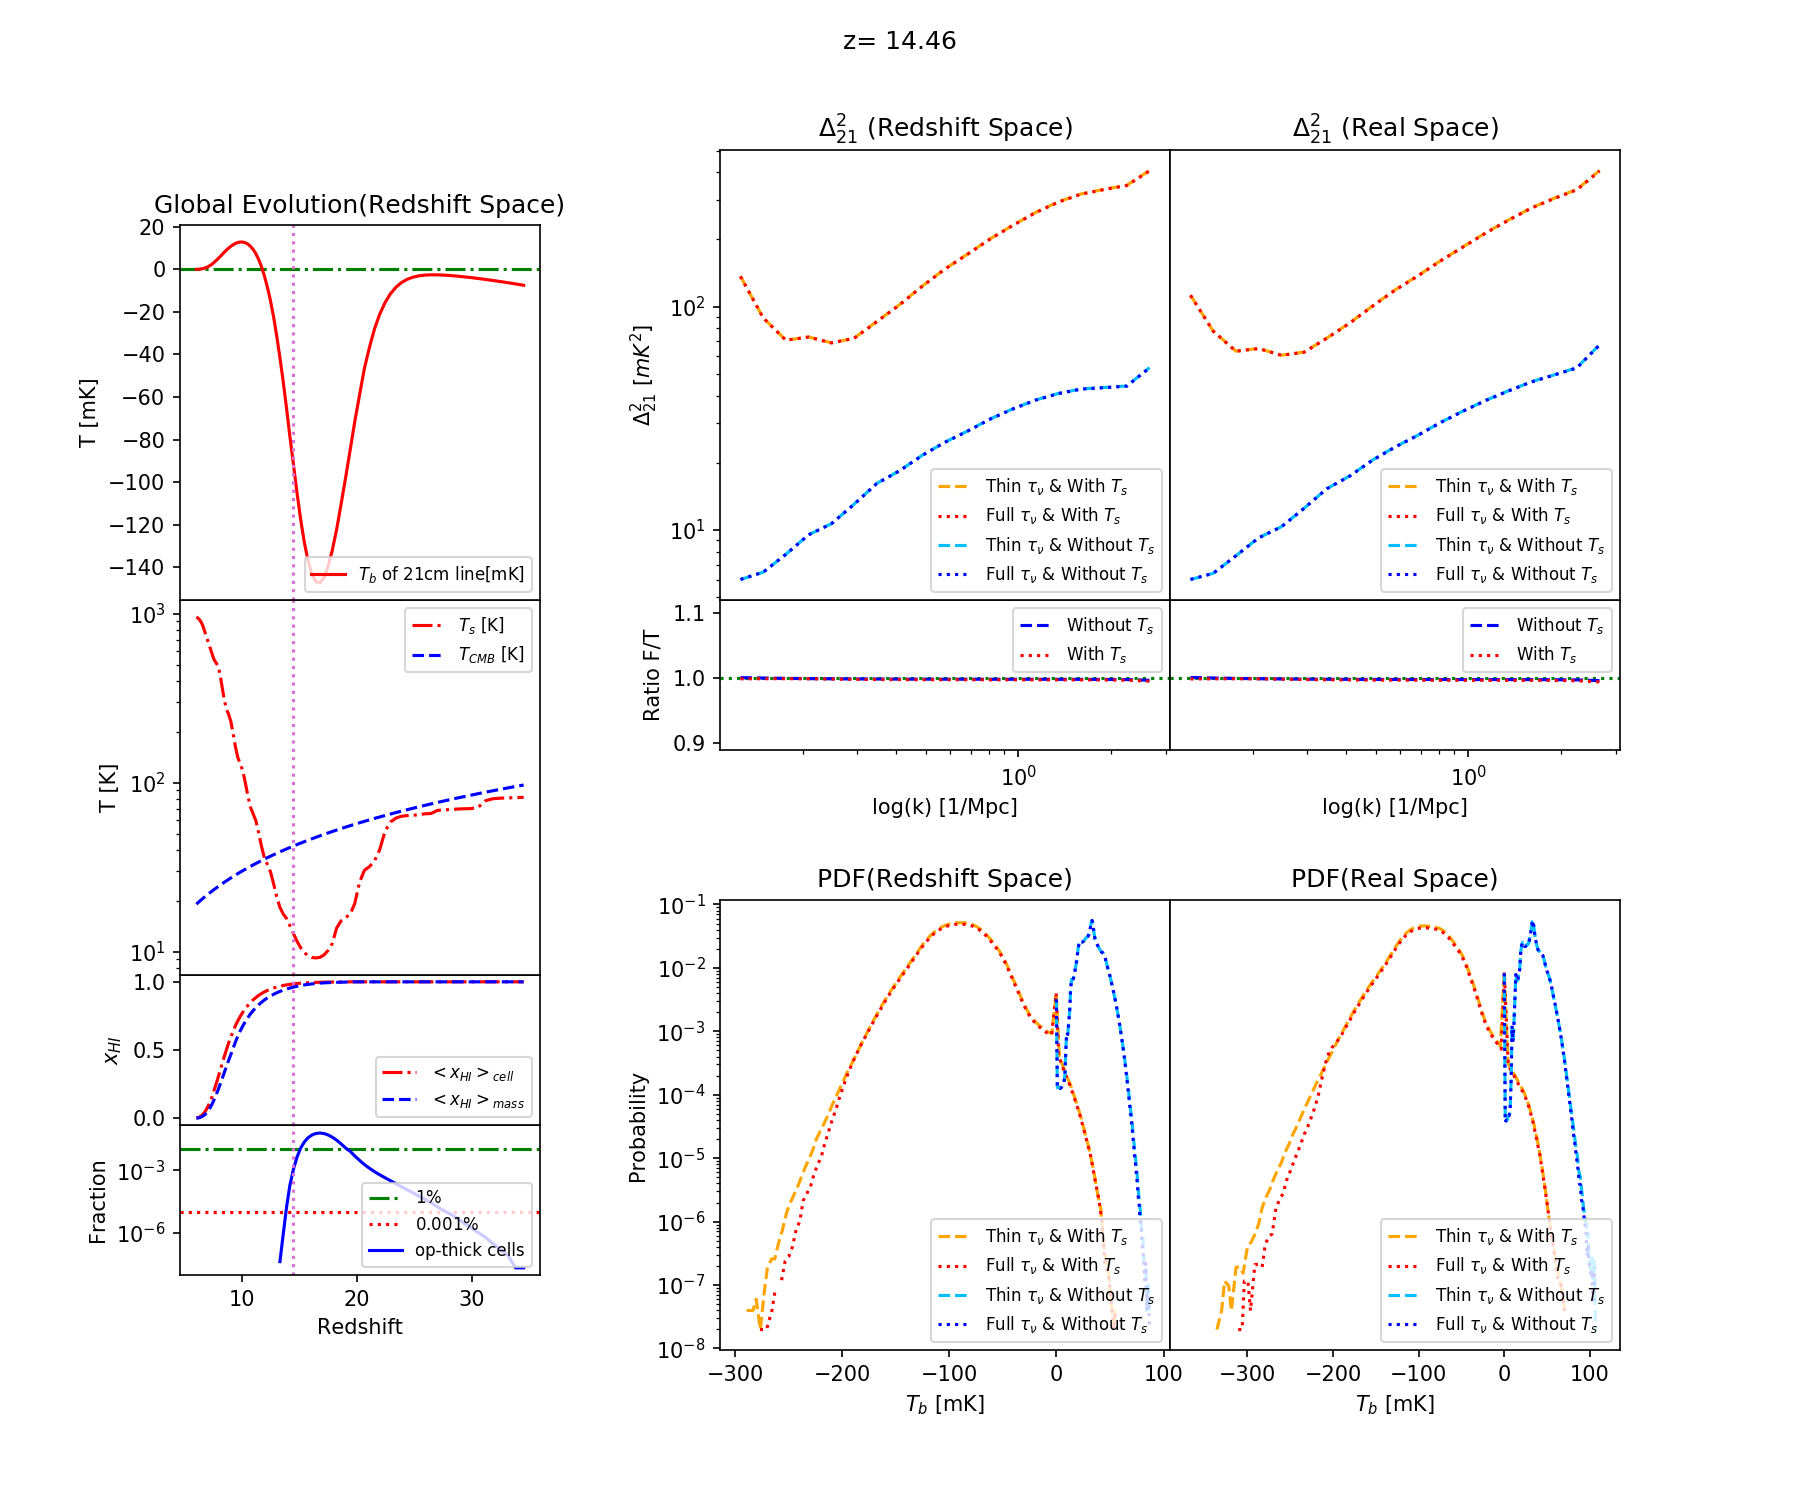 z= 14.46
Global Evolution(Redshift Space)
20
0
−20
−40
−60
−80
−100
−120
−140
T [mK]
T_b of 21cm line[mK]
10^3
10^2
10^1
T [K]
T_s [K]
T_CMB [K]
1.0
0.5
0.0
x_HI
< x_HI >_cell
< x_HI >_mass
10^−3
10^−6
Fraction
1%
0.001%
op-thick cells
10
20
30
Redshift
Δ^2_21 (Redshift Space)
Δ^2_21 (Real Space)
10^2
10^1
Δ^2_21 [mK^2]
Thin τ_ν & With T_s
Full τ_ν & With T_s
Thin τ_ν & Without T_s
Full τ_ν & Without T_s
Thin τ_ν & With T_s
Full τ_ν & With T_s
Thin τ_ν & Without T_s
Full τ_ν & Without T_s
1.1
1.0
0.9
Ratio F/T
Without T_s
With T_s
Without T_s
With T_s
10^0
10^0
log(k) [1/Mpc]
log(k) [1/Mpc]
PDF(Redshift Space)
PDF(Real Space)
10^−1
10^−2
10^−3
10^−4
10^−5
10^−6
10^−7
10^−8
Probability
Thin τ_ν & With T_s
Full τ_ν & With T_s
Thin τ_ν & Without T_s
Full τ_ν & Without T_s
Thin τ_ν & With T_s
Full τ_ν & With T_s
Thin τ_ν & Without T_s
Full τ_ν & Without T_s
−300 −200 −100 0 100
−300 −200 −100 0 100
T_b [mK]
T_b [mK]